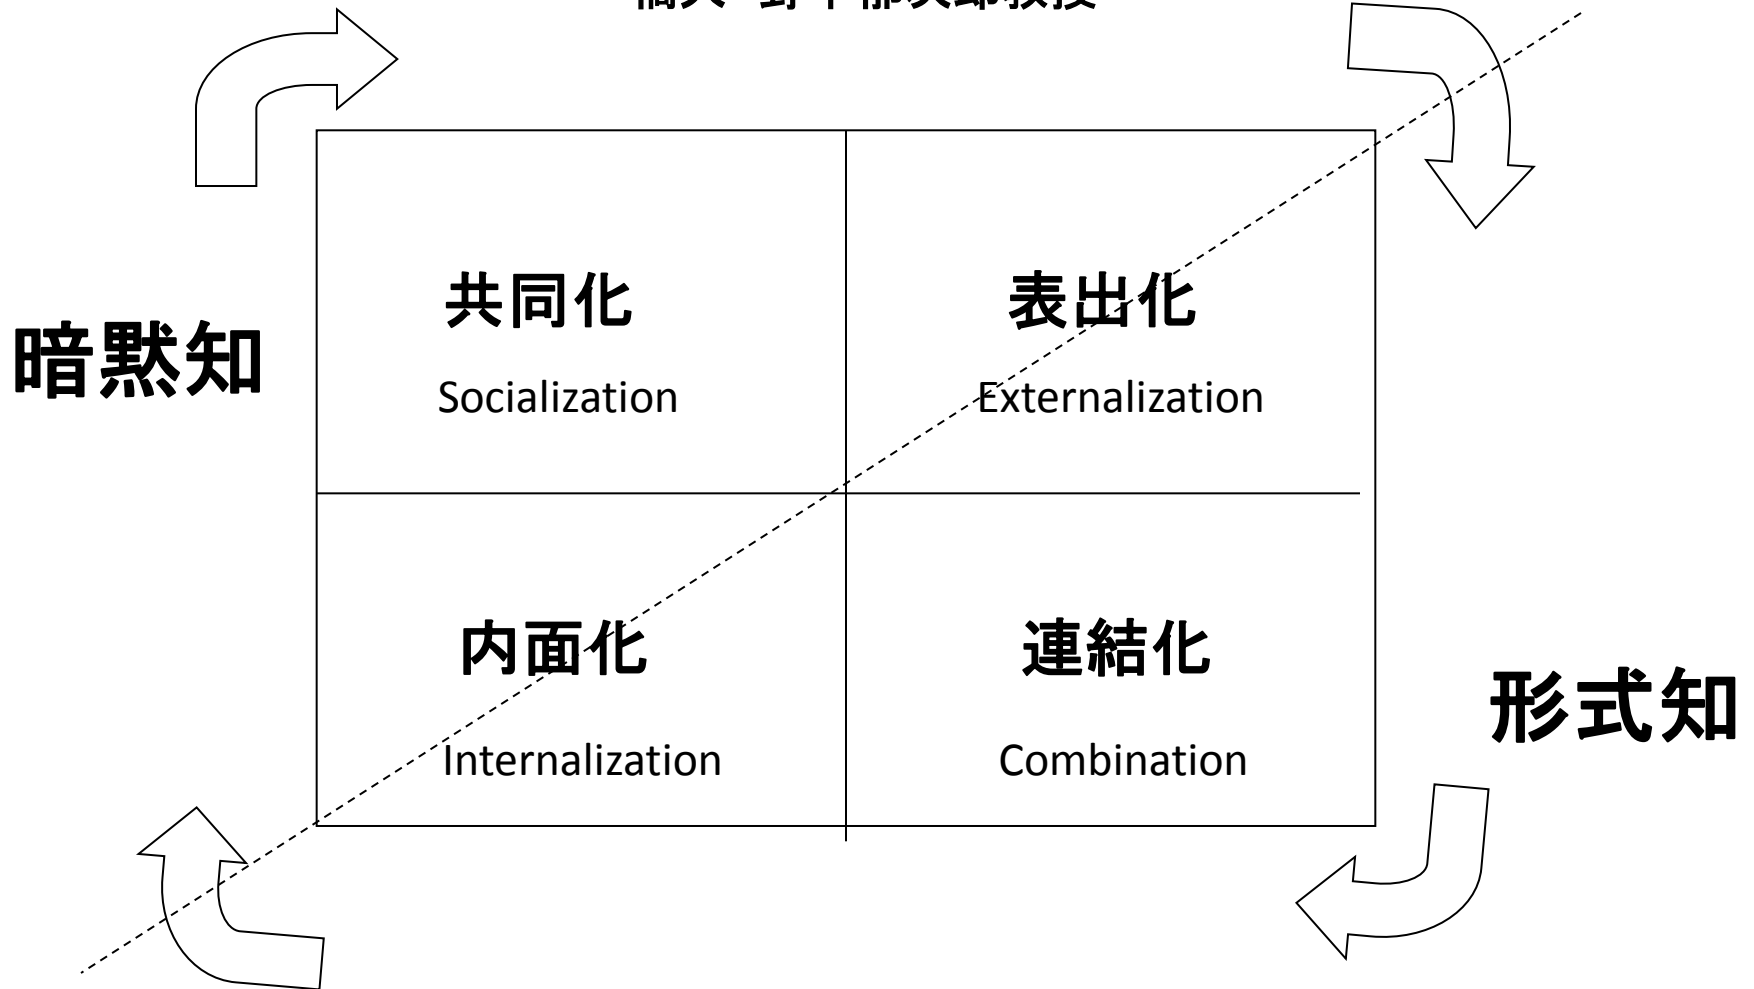 共同化
表出化
Socialization
Externalization
暗黙知
内面化
連結化
Internalization
Combination
形式知